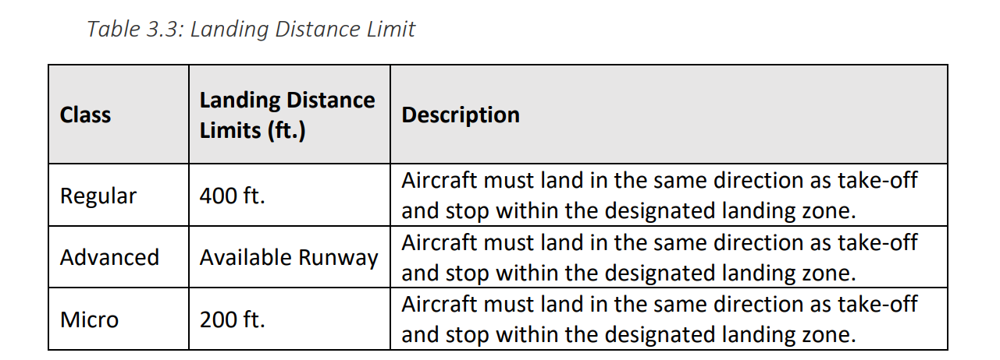 Table 3.3: Landing Distance Limit
Class
Landing Distance
Limits (ft.)
Description
Regular
400 ft.
Aircraft must land in the same direction as take-off
and stop within the designated landing zone.
Advanced
Available Runway
Aircraft must land in the same direction as take-off
and stop within the designated landing zone.
Micro
200 ft.
Aircraft must land in the same direction as take-off
and stop within the designated landing zone.